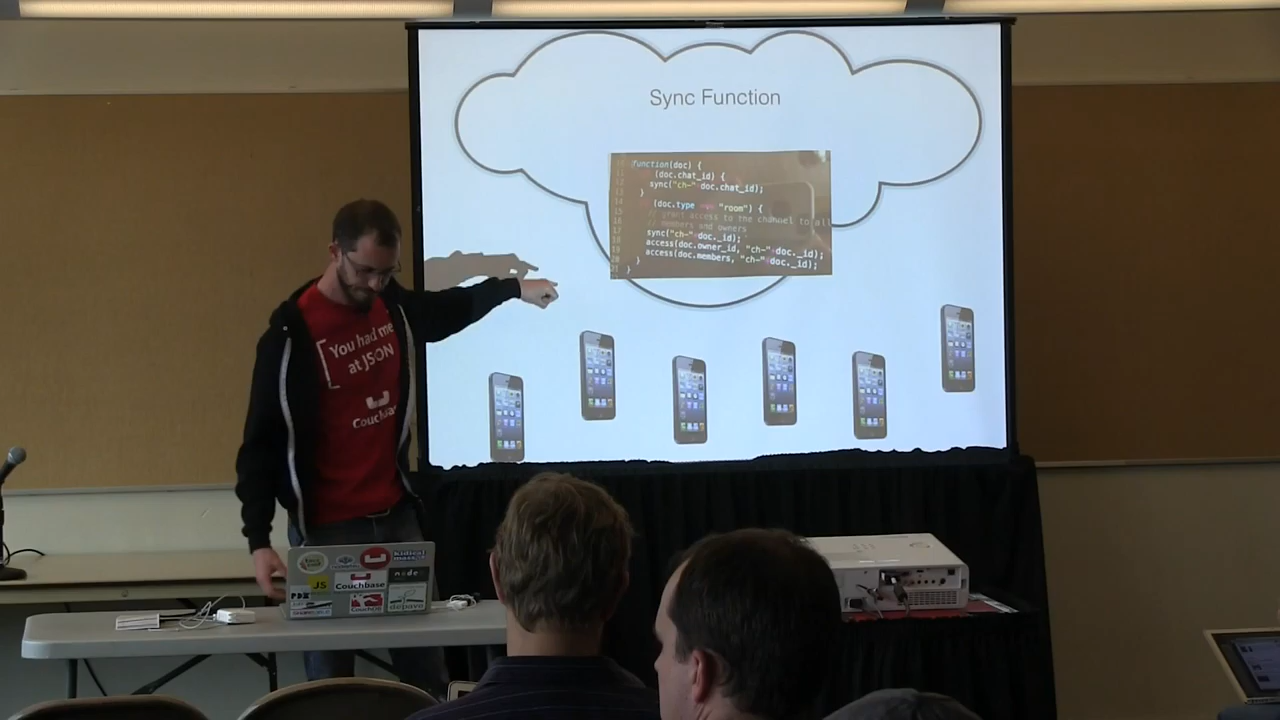 Sync Function
function(doc) {
(doc.chat_id) {
sync("ch-" doc.chat_id);
}
(doc.type "room") {
// grant access to the channel to all
// members and owners
sync("ch-"+doc._id);
access(doc.owner_id, "ch-"+doc._id);
access(doc.members, "ch-"+doc._id);
}
}
You had me
at JSON
Couchbase
JS
Couchbase
node